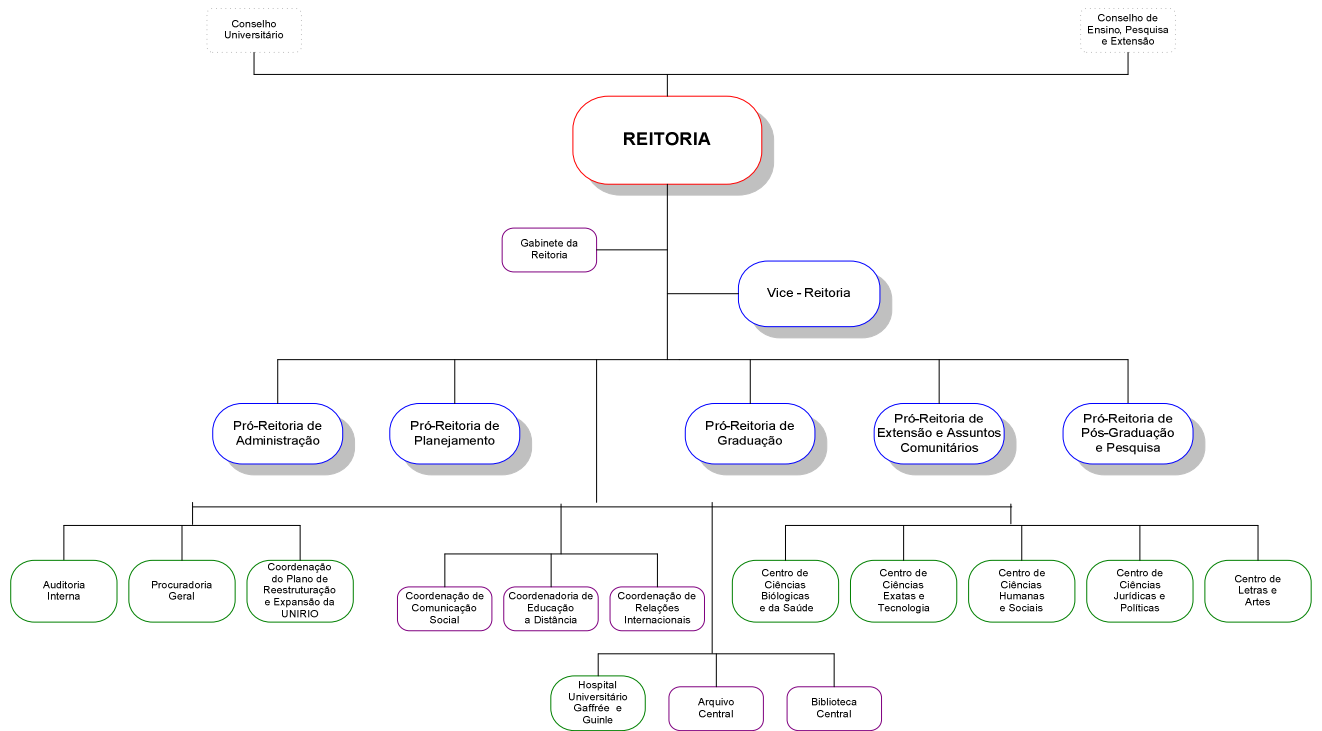 Conselho
Universitário
Conselho de
Ensino, Pesquisa
e Extensão
REITORIA
Gabinete da
Reitoria
Vice - Reitoria
Pró-Reitoria de
Administração
Pró-Reitoria de
Planejamento
Pró-Reitoria de
Graduação
Pró-Reitoria de
Extensão e Assuntos
Comunitários
Pró-Reitoria de
Pós-Graduação
e Pesquisa
Auditoria
Interna
Procuradoria
Geral
Coordenação
do Plano de
Reestruturação
e Expansão da
UNIRIO
Coordenação de
Comunicação
Social
Coordenadoria de
Educação
a Distância
Coordenação de
Relações
Internacionais
Centro de
Ciências
Biólogicas
e da Saúde
Centro de
Ciências
Exatas e
Tecnologia
Centro de
Ciências
Humanas
e Sociais
Centro de
Ciências
Jurídicas e
Políticas
Centro de
Letras e
Artes
Hospital
Universitário
Gaffrée e
Guinle
Arquivo
Central
Biblioteca
Central